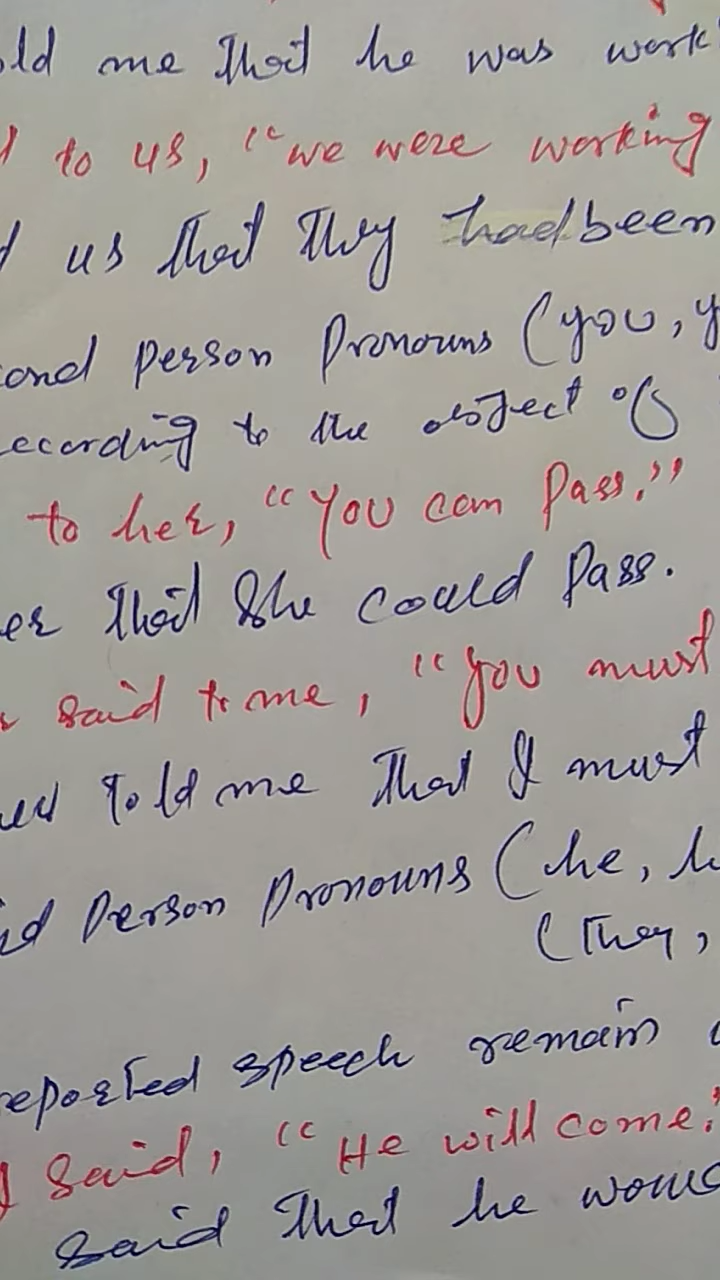 old me that he was work
to us, "we were working
us that they had been
ond person Pronouns (you, y
ccording to the object of
to her, "You can Pass."
er that She could Pass.
said to me, "you must
told me that I must
d Person Pronouns (he, h
(They,
reported speech remain
said, "He will come."
said that he would